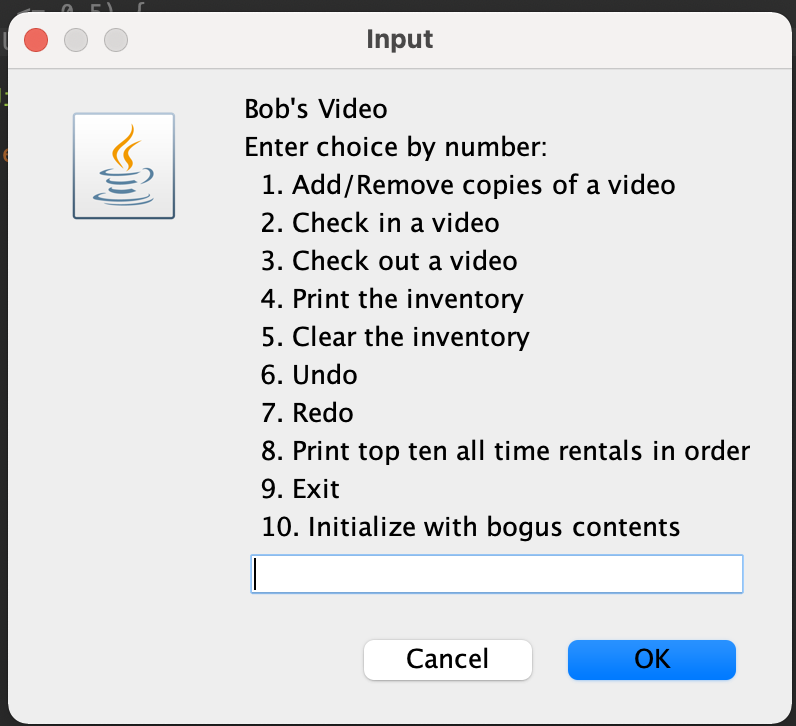 <= 0.5) {
Input
Bob's Video
Enter choice by number:
1. Add/Remove copies of a video
2. Check in a video
3. Check out a video
4. Print the inventory
5. Clear the inventory
6. Undo
7. Redo
8. Print top ten all time rentals in order
9. Exit
10. Initialize with bogus contents
Cancel
OK